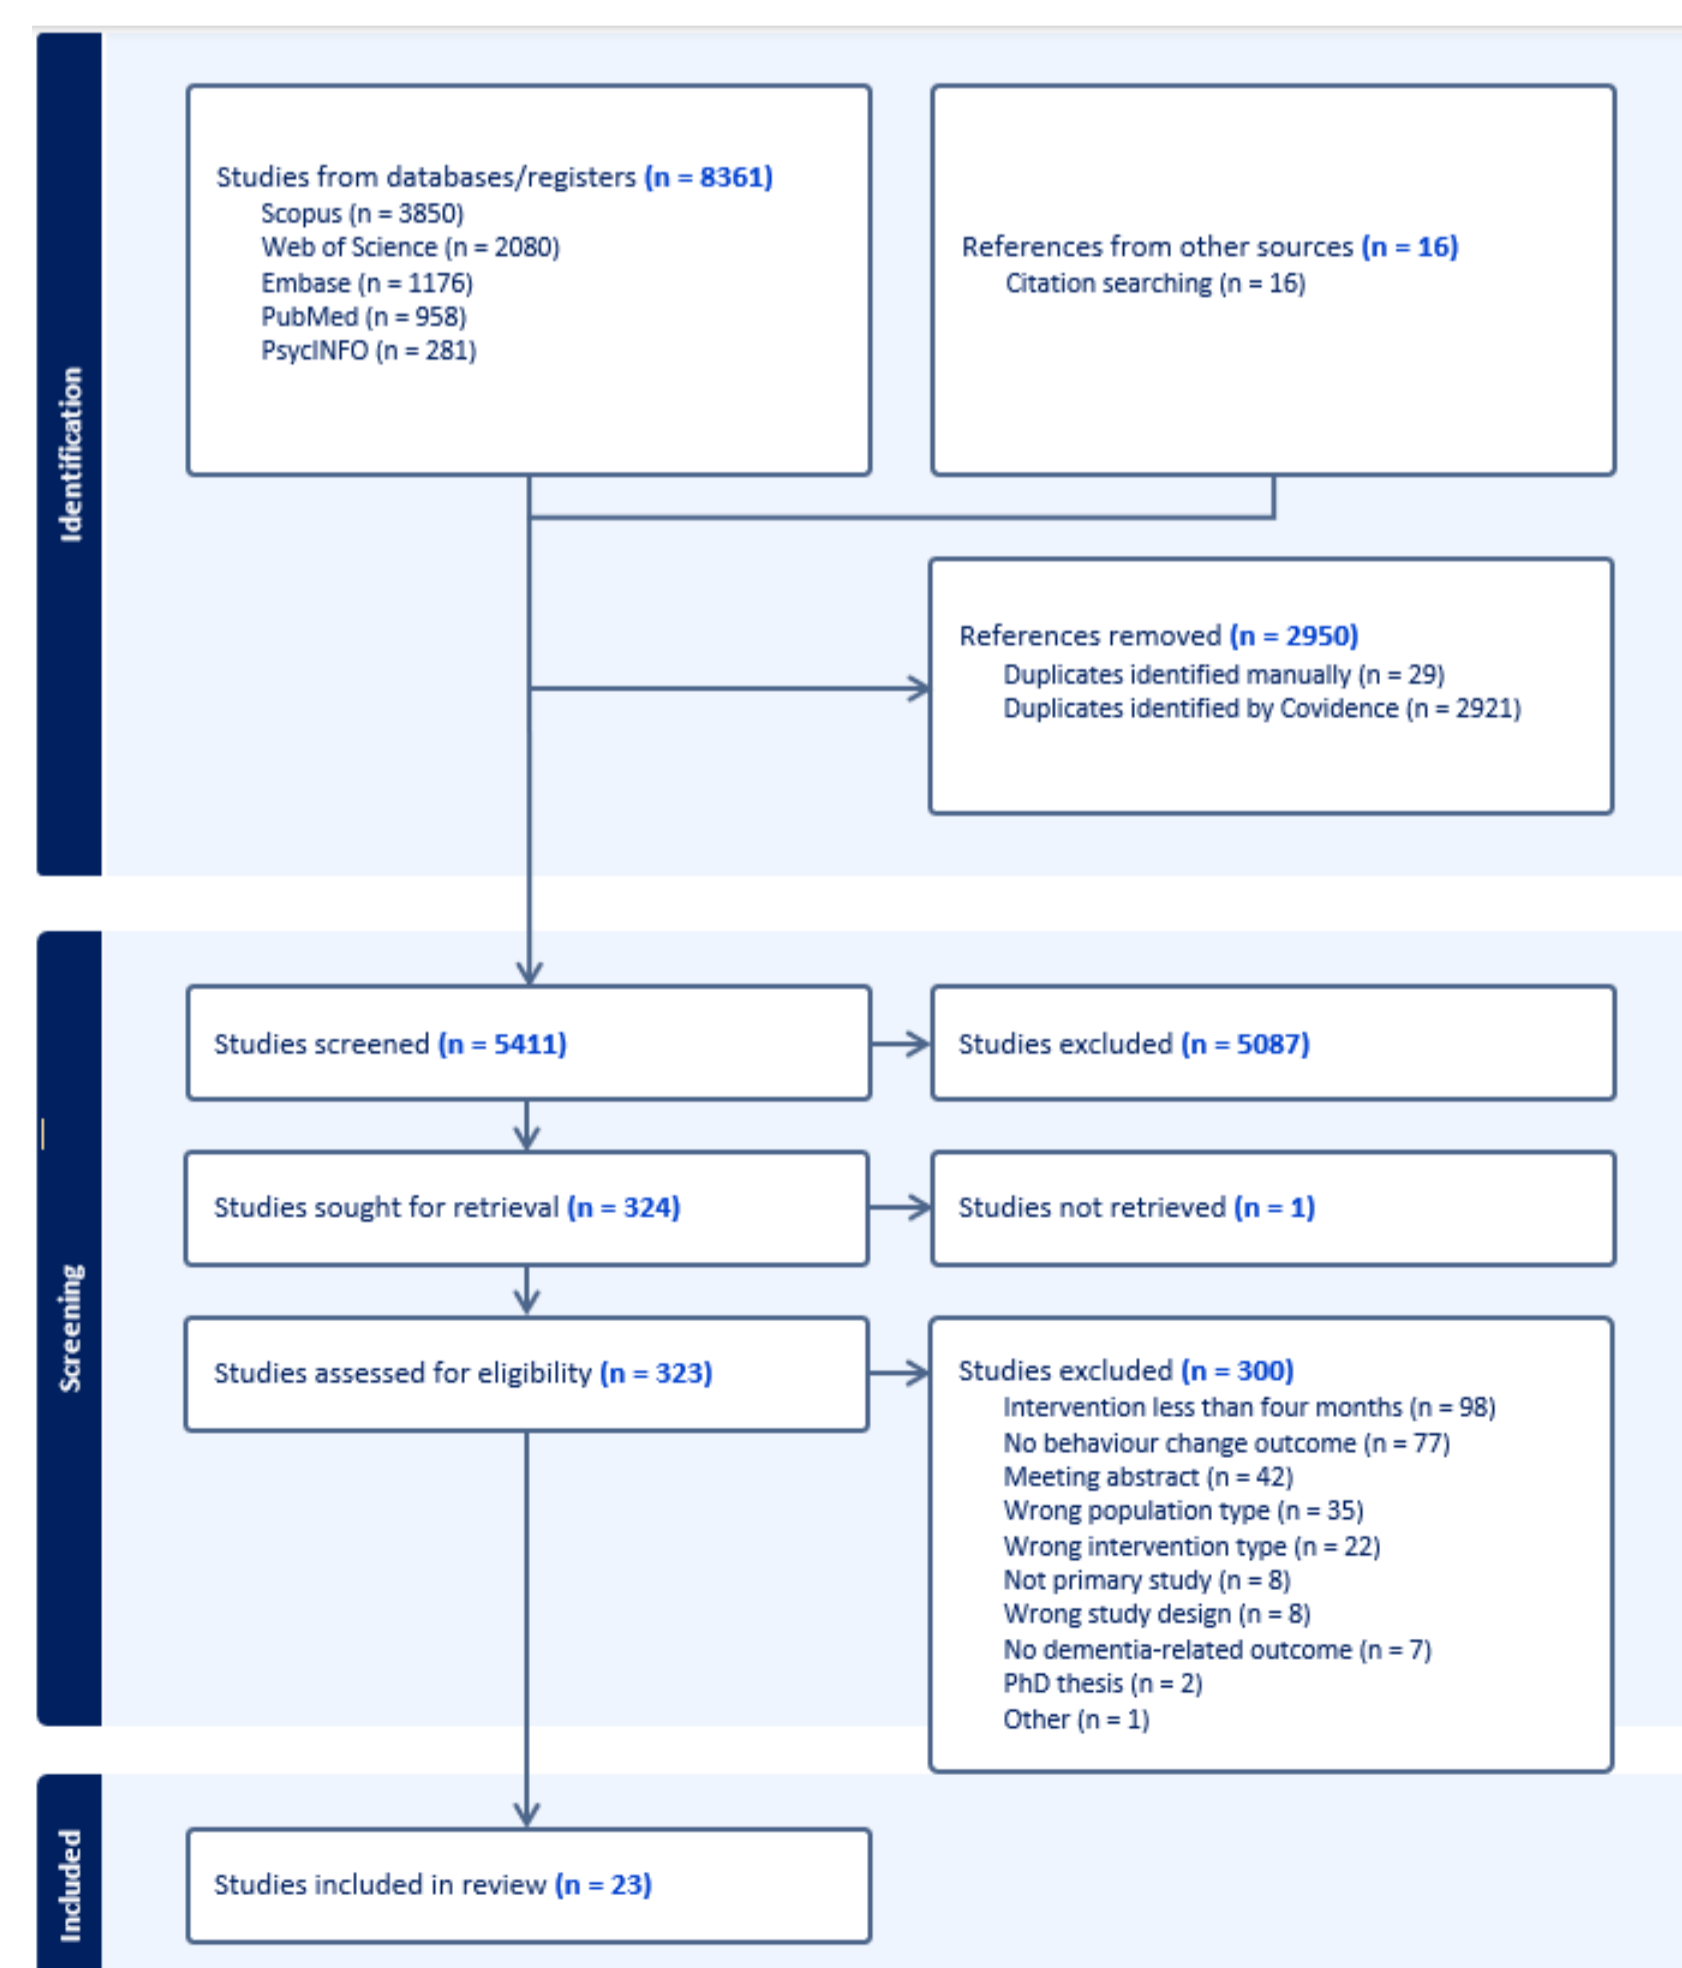 Identification
Studies from databases/registers (n = 8361)
Scopus (n = 3850)
Web of Science (n = 2080)
Embase (n = 1176)
PubMed (n = 958)
PsycINFO (n = 281)
References from other sources (n = 16)
Citation searching (n = 16)
References removed (n = 2950)
Duplicates identified manually (n = 29)
Duplicates identified by Covidence (n = 2921)
Screening
Studies screened (n = 5411)
Studies excluded (n = 5087)
Studies sought for retrieval (n = 324)
Studies not retrieved (n = 1)
Studies assessed for eligibility (n = 323)
Studies excluded (n = 300)
Intervention less than four months (n = 98)
No behaviour change outcome (n = 77)
Meeting abstract (n = 42)
Wrong population type (n = 35)
Wrong intervention type (n = 22)
Not primary study (n = 8)
Wrong study design (n = 8)
No dementia-related outcome (n = 7)
PhD thesis (n = 2)
Other (n = 1)
Included
Studies included in review (n = 23)